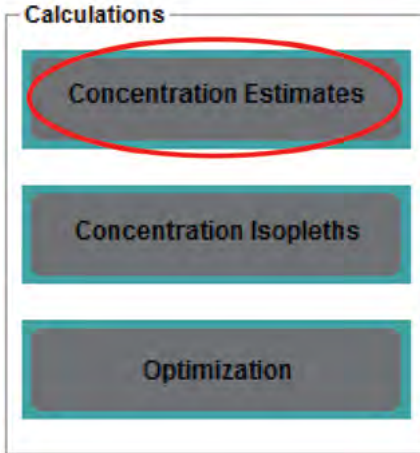 Calculations
Concentration Estimates
Concentration Isopleths
Optimization